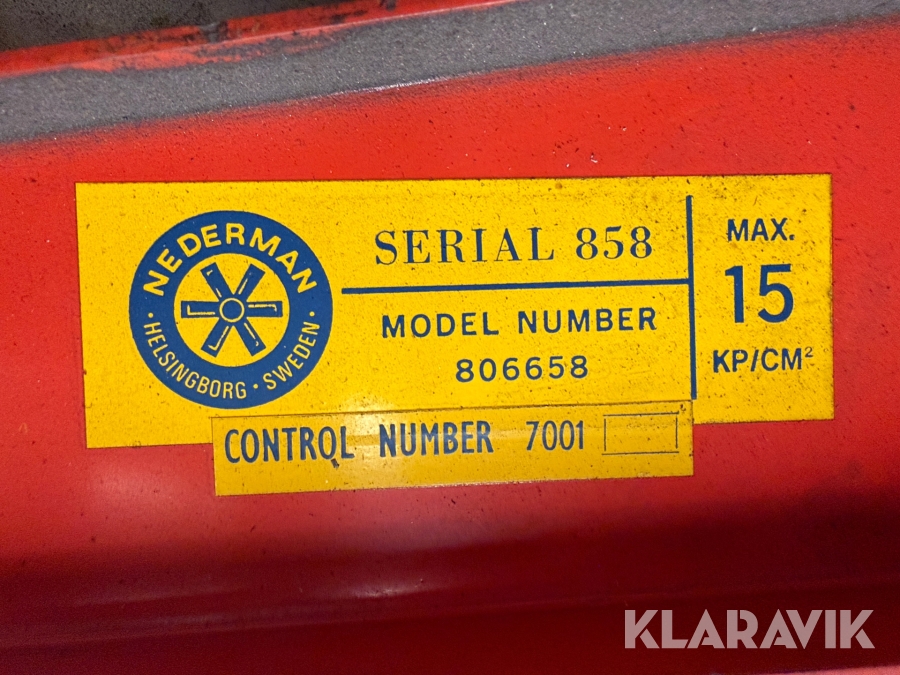 NEDERMAN
· HELSINGBORG · SWEDEN ·
SERIAL 858
MODEL NUMBER
806658
MAX.
15
KP/CM²
CONTROL NUMBER 7001
KLARAVIK